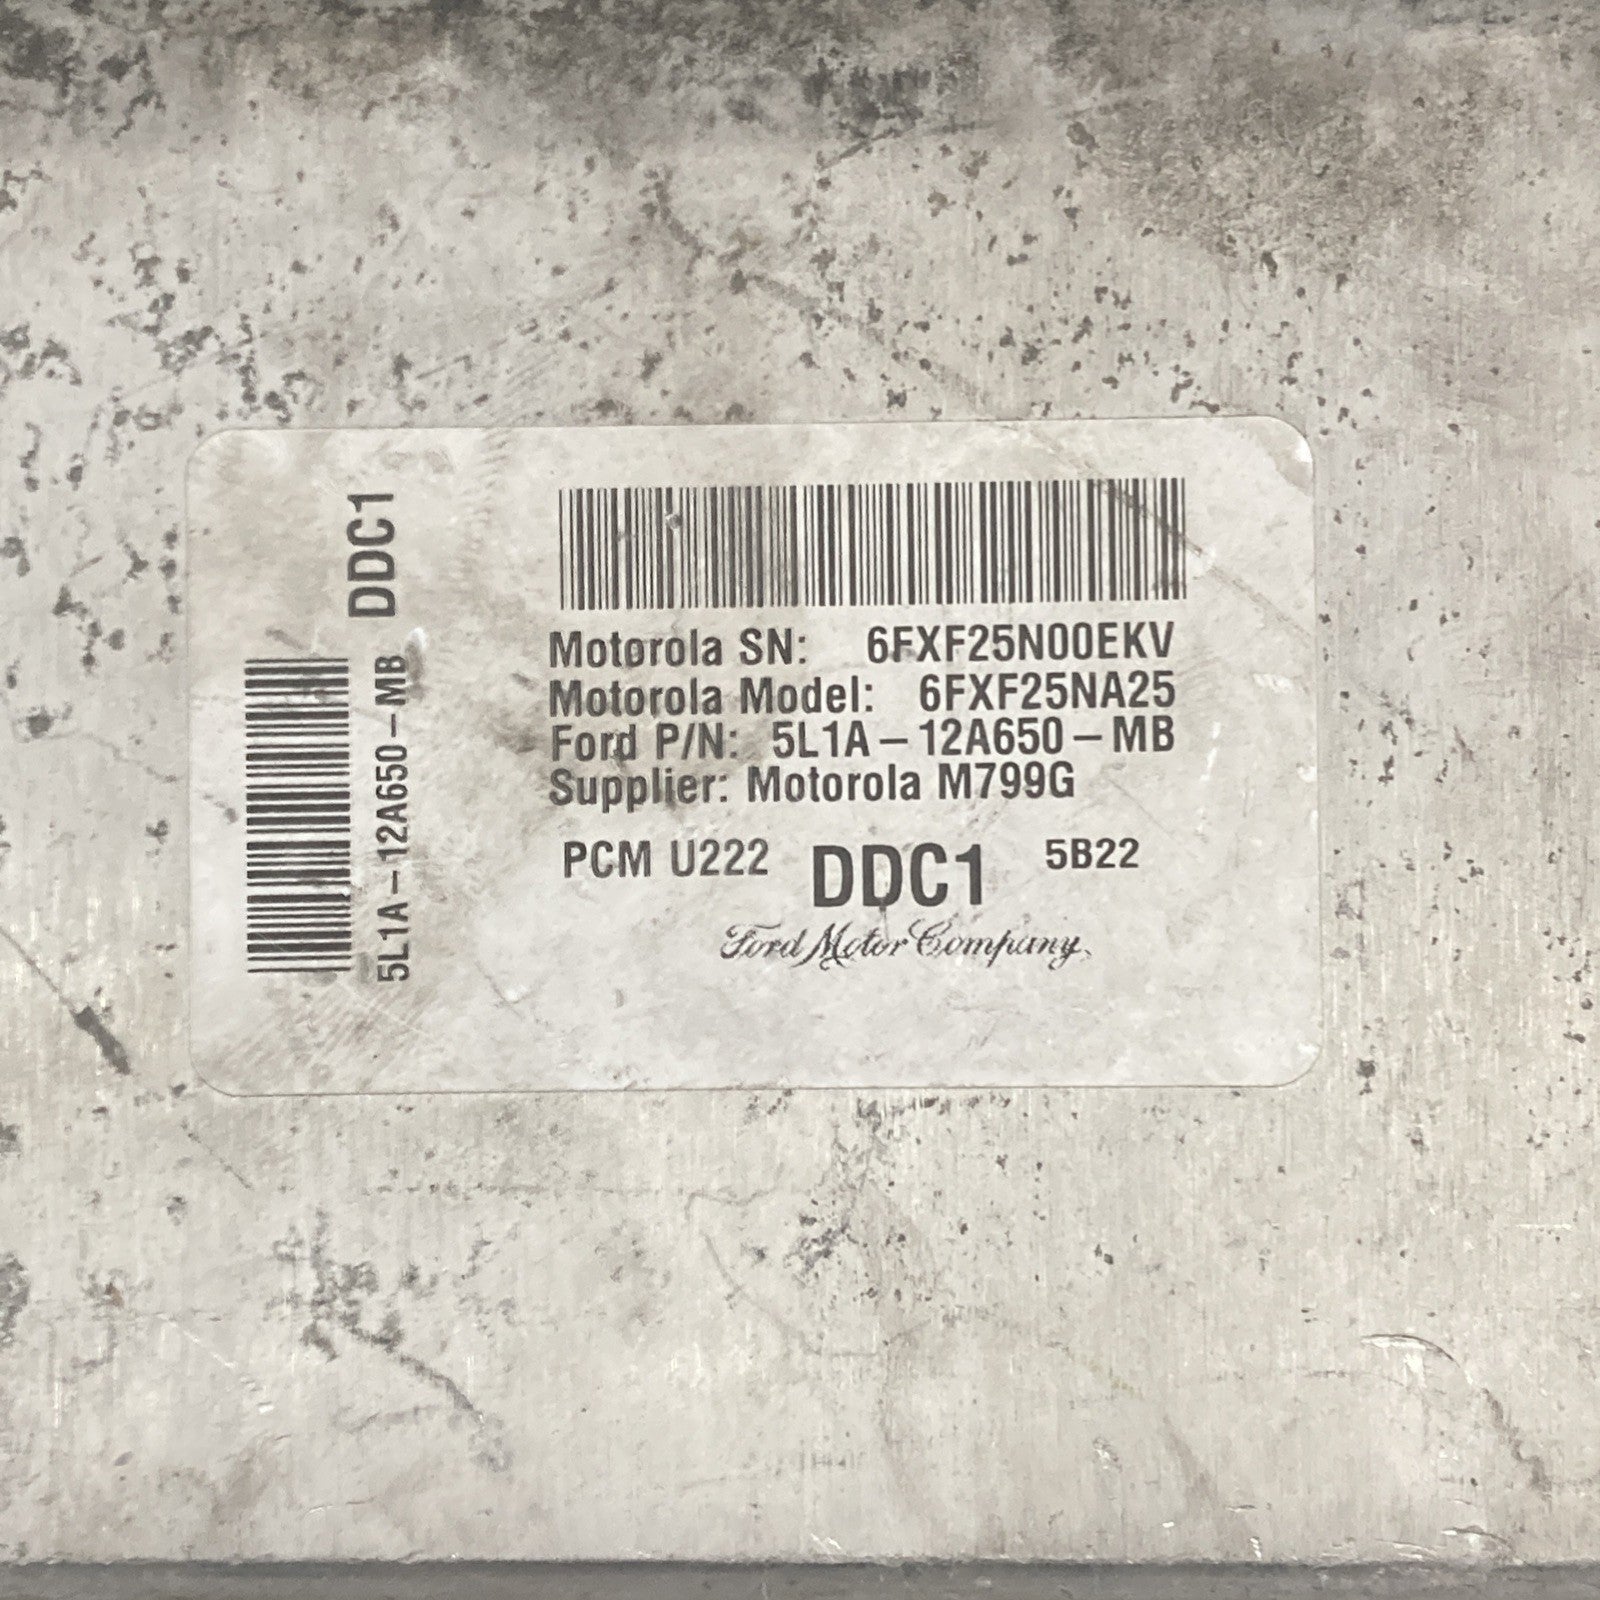 DDC1
5L1A-12A650-MB
Motorola SN: 6FXF25N00EKV
Motorola Model: 6FXF25NA25
Ford P/N: 5L1A-12A650-MB
Supplier: Motorola M799G
PCM U222 DDC1 5B22
Ford Motor Company